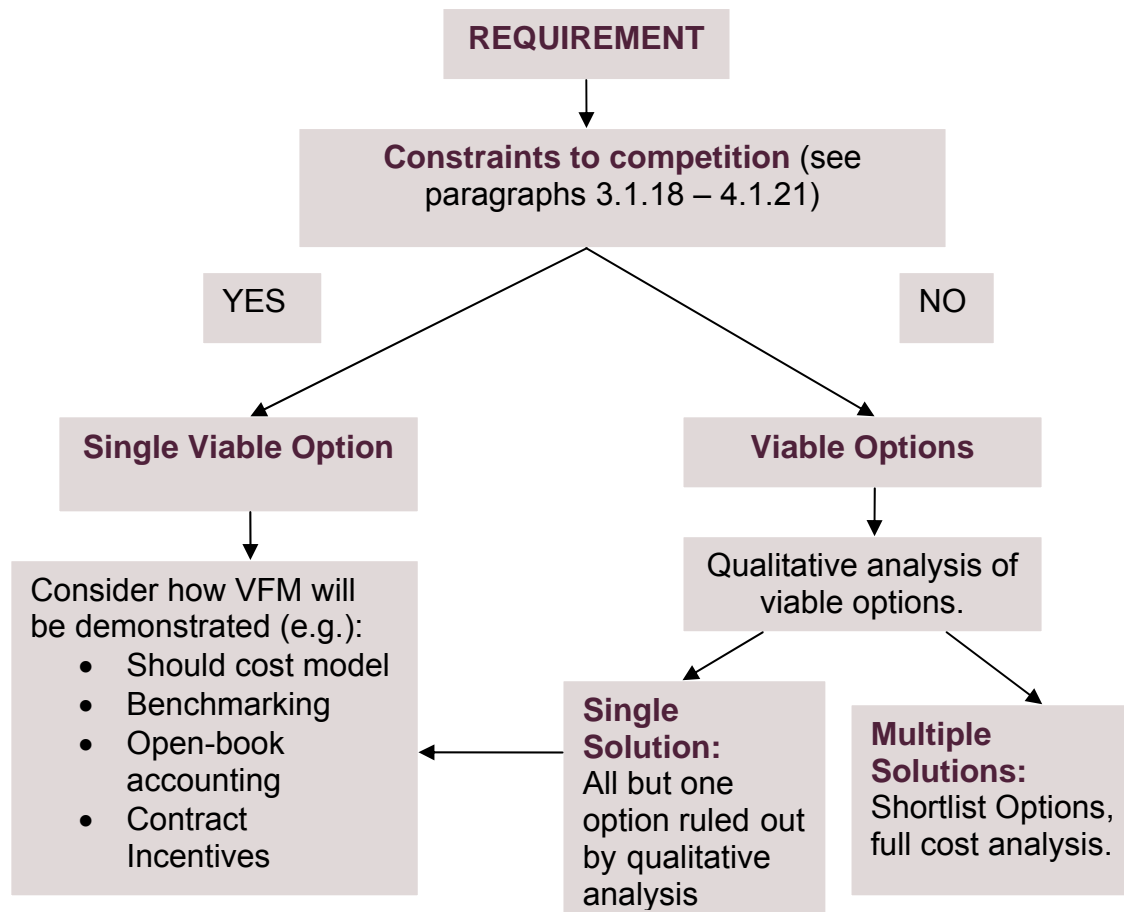 REQUIREMENT
Constraints to competition (see
paragraphs 3.1.18 – 4.1.21)
YES
NO
Single Viable Option
Viable Options
Consider how VFM will
be demonstrated (e.g.):
• Should cost model
• Benchmarking
• Open-book
accounting
• Contract
Incentives
Qualitative analysis of
viable options.
Single
Solution:
All but one
option ruled out
by qualitative
analysis
Multiple
Solutions:
Shortlist Options,
full cost analysis.